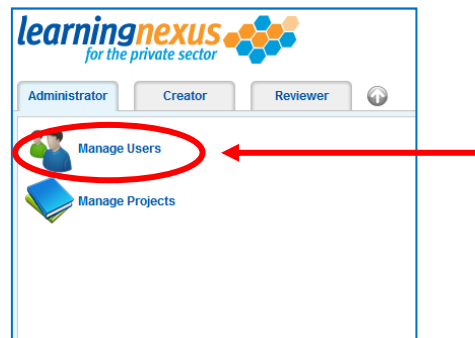 learningnexus
for the private sector
Administrator Creator Reviewer
Manage Users
Manage Projects